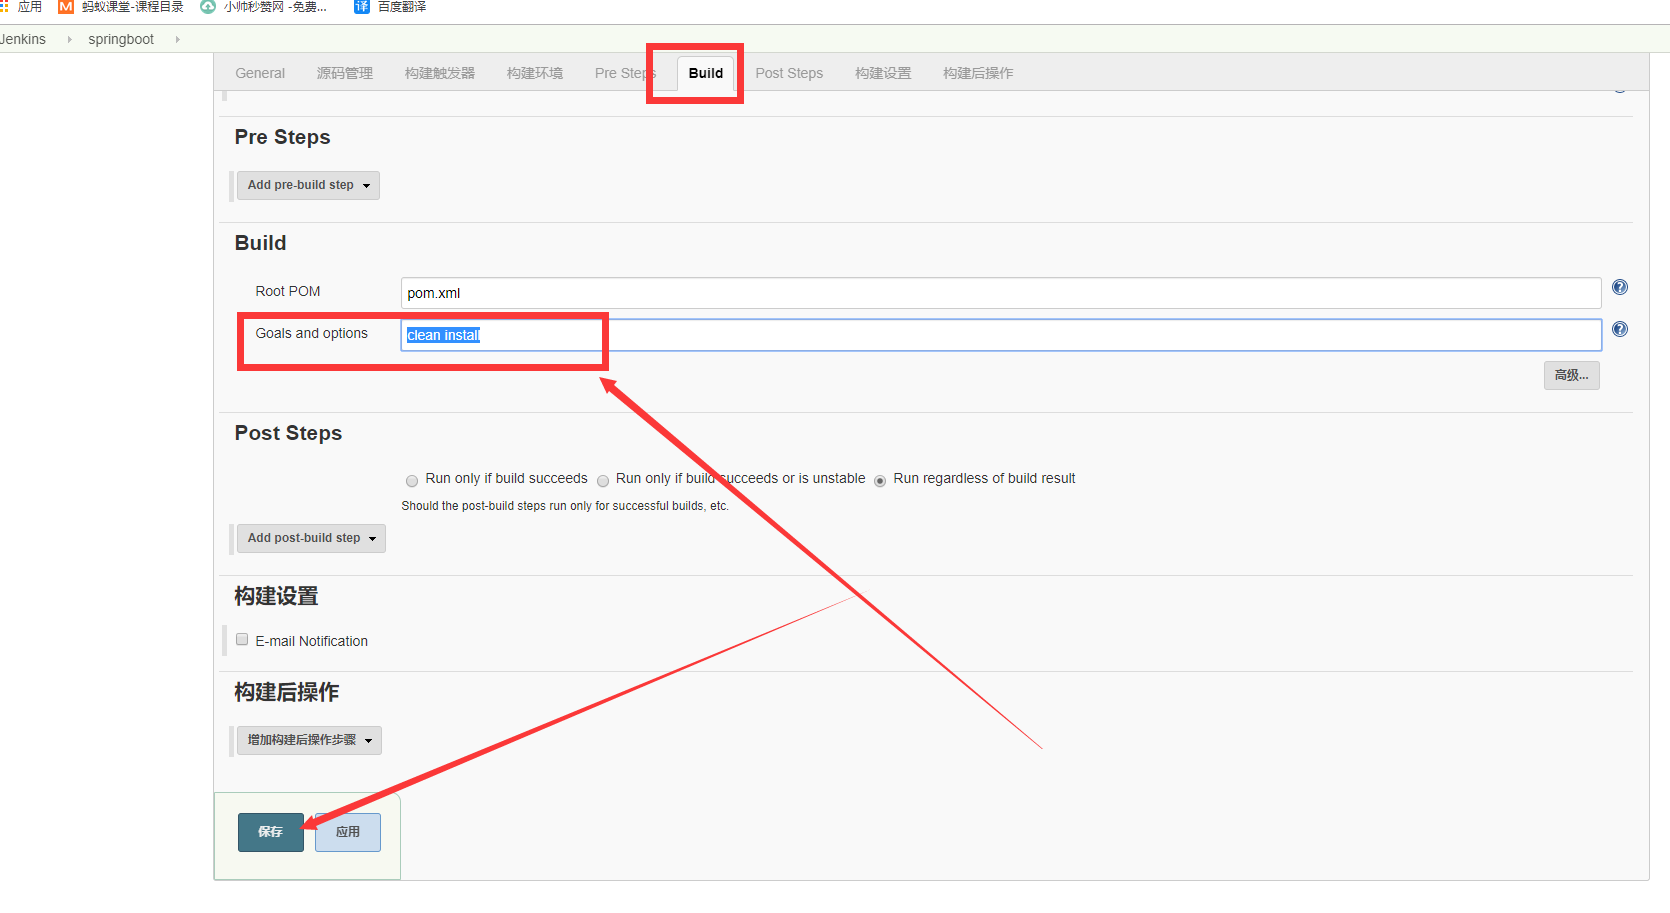 应用 M 蚂蚁课堂-课程目录 小帅秒赞网 -免费... 译 百度翻译
Jenkins springboot
General 源码管理 构建触发器 构建环境 Pre Steps Build Post Steps 构建设置 构建后操作
Pre Steps
Add pre-build step
Build
Root POM pom.xml
Goals and options clean install
高级...
Post Steps
Run only if build succeeds Run only if build succeeds or is unstable Run regardless of build result
Should the post-build steps run only for successful builds, etc.
Add post-build step
构建设置
E-mail Notification
构建后操作
增加构建后操作步骤
保存 应用